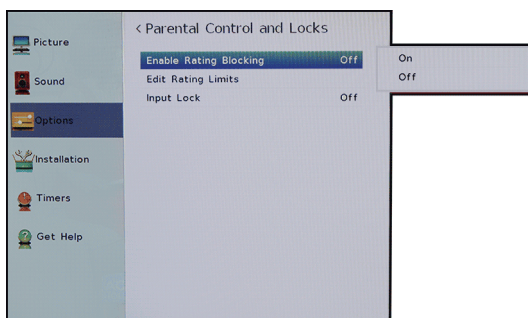 < Parental Control and Locks
Picture
Sound
Options
Installation
Timers
Get Help
Enable Rating Blocking Off
Edit Rating Limits
Input Lock Off
On
Off